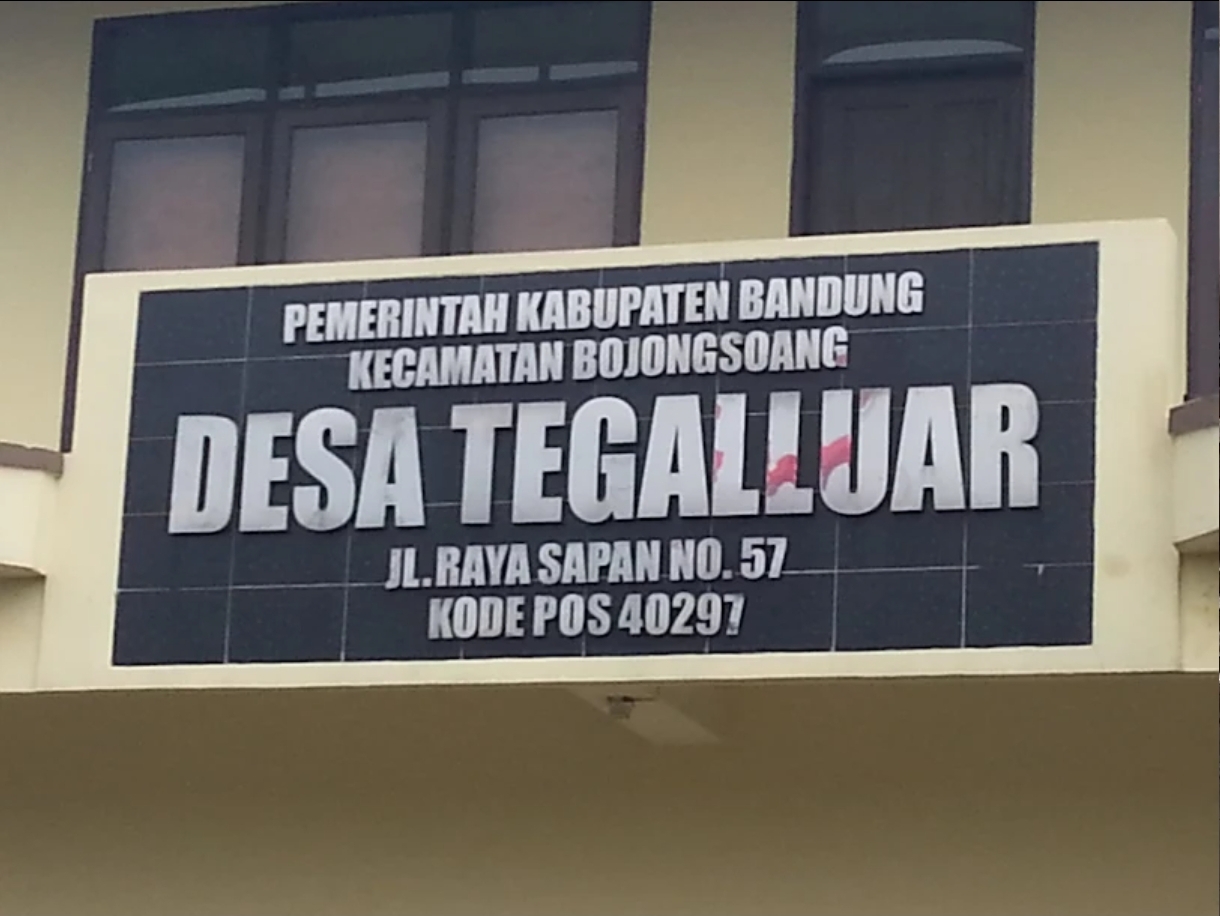 PEMERINTAH KABUPATEN BANDUNG
KECAMATAN BOJONGSOANG
DESA TEGALLUAR
JL. RAYA SAPAN NO. 57
KODE POS 40297